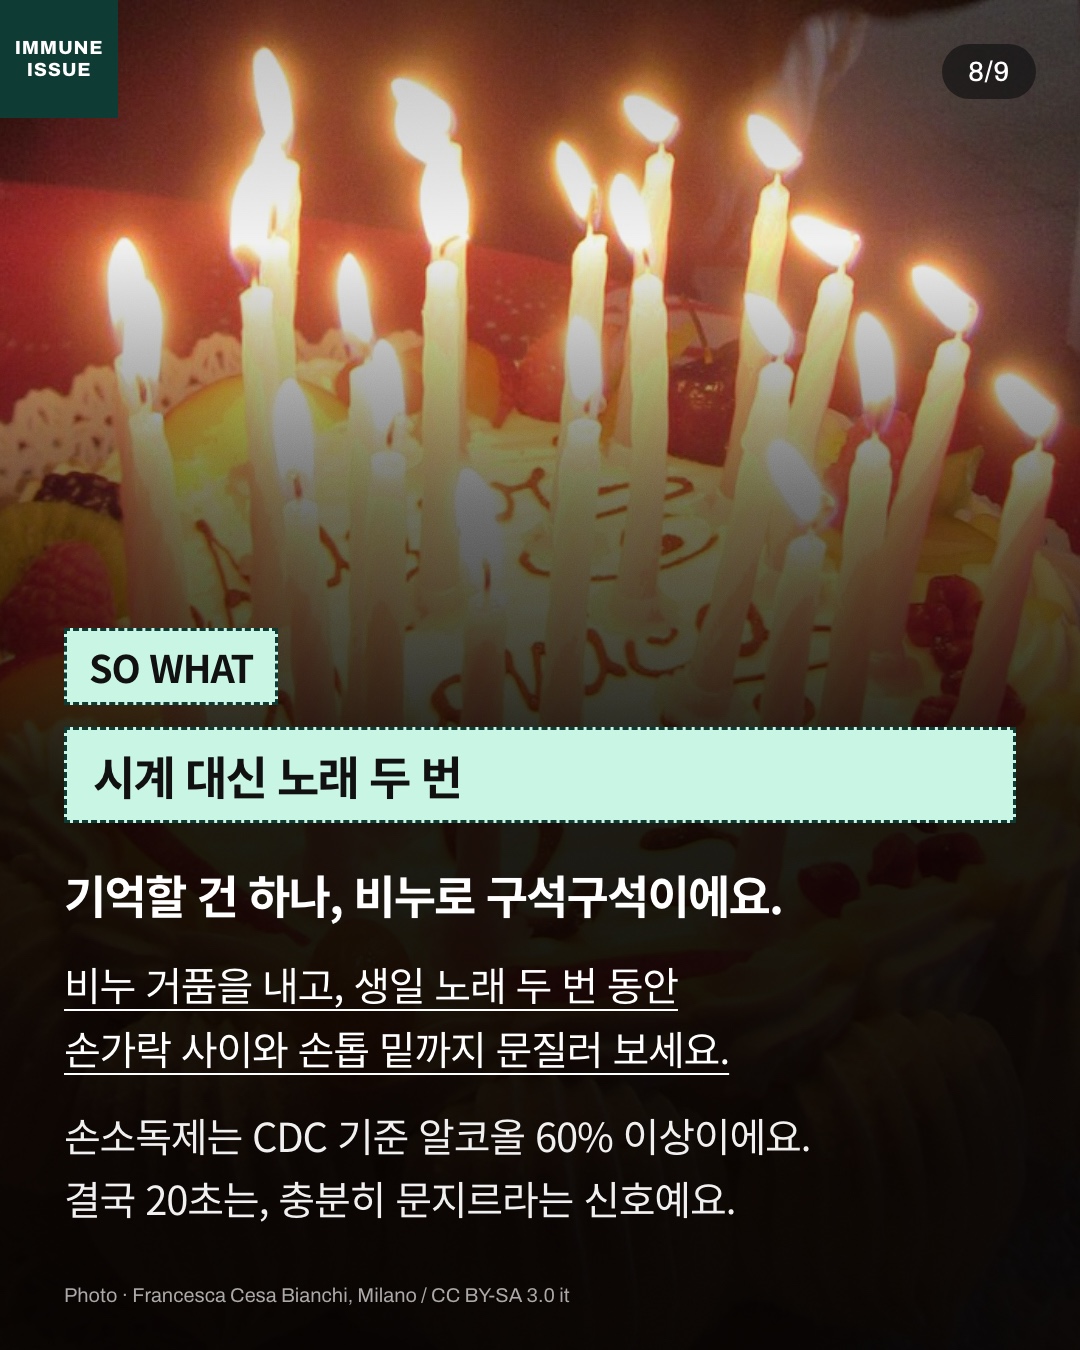 IMMUNE
ISSUE
8/9
SO WHAT
시계 대신 노래 두 번
기억할 건 하나, 비누로 구석구석이에요.
비누 거품을 내고, 생일 노래 두 번 동안
손가락 사이와 손톱 밑까지 문질러 보세요.
손소독제는 CDC 기준 알코올 60% 이상이에요.
결국 20초는, 충분히 문지르라는 신호예요.
Photo · Francesca Cesa Bianchi, Milano / CC BY-SA 3.0 it